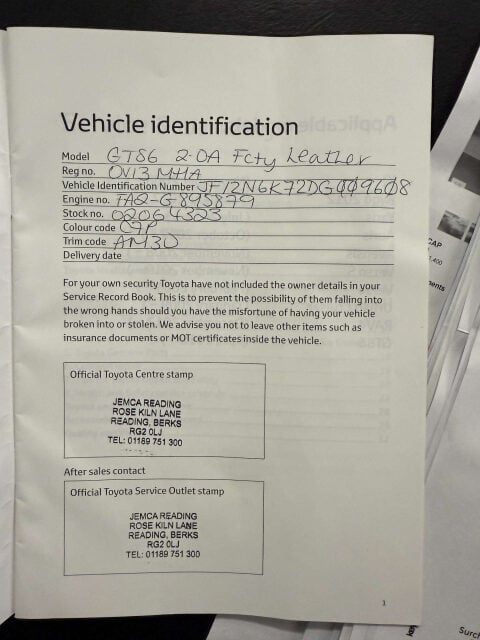 Vehicle identification
Model GT86 2.0A Fcty Leather
Reg no. OV13 MHA
Vehicle Identification Number JF12N6K72DG009608
Engine no. FA2-G895879
Stock no. 02064323
Colour code C7P
Trim code AM30
Delivery date
For your own security Toyota have not included the owner details in your
Service Record Book. This is to prevent the possibility of them falling into
the wrong hands should you have the misfortune of having your vehicle
broken into or stolen. We advise you not to leave other items such as
insurance documents or MOT certificates inside the vehicle.
Official Toyota Centre stamp
JEMCA READING
ROSE KILN LANE
READING, BERKS
RG2 0LJ
TEL: 01189 751 300
After sales contact
Official Toyota Service Outlet stamp
JEMCA READING
ROSE KILN LANE
READING, BERKS
RG2 0LJ
TEL: 01189 751 300
1
CAP